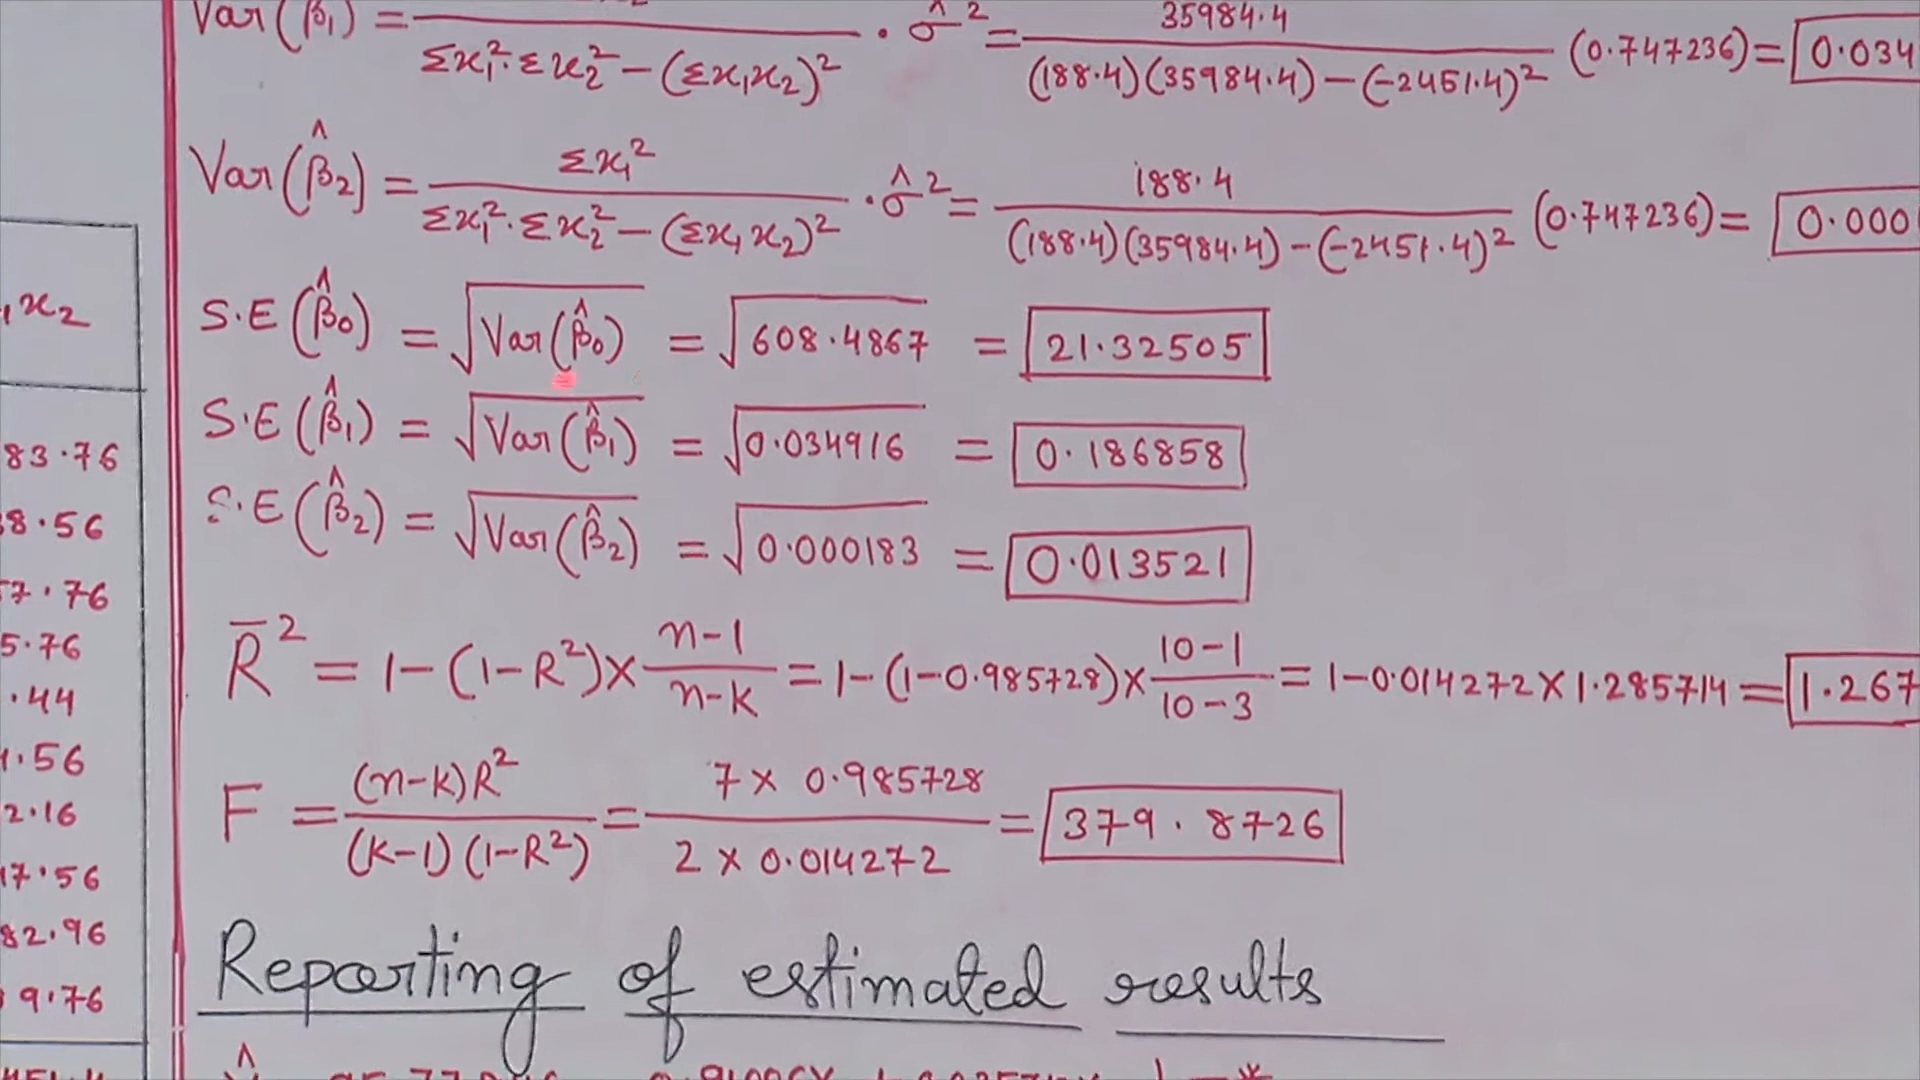 Var(β̂₁) = / Σx₁²·Σx₂² − (Σx₁x₂)² · σ̂² = 35984.4 / (188.4)(35984.4) − (−2451.4)² (0.747236) = 0.034
Var(β̂₂) = Σx₁² / Σx₁²·Σx₂² − (Σx₁x₂)² · σ̂² = 188.4 / (188.4)(35984.4) − (−2451.4)² (0.747236) = 0.000
x₂
S.E(β̂₀) = √Var(β̂₀) = √608.4867 = 21.32505
S.E(β̂₁) = √Var(β̂₁) = √0.034916 = 0.186858
S.E(β̂₂) = √Var(β̂₂) = √0.000183 = 0.013521
R̄² = 1−(1−R²)× n−1 / n−k = 1−(1−0.985728)× 10−1 / 10−3 = 1−0.014272×1.285714 = 1.267
F = (n−k)R² / (k−1)(1−R²) = 7 × 0.985728 / 2 × 0.014272 = 379.8726
83.76
8.56
7.76
5.76
.44
1.56
2.16
17.56
82.96
9.76
Reporting of estimated results